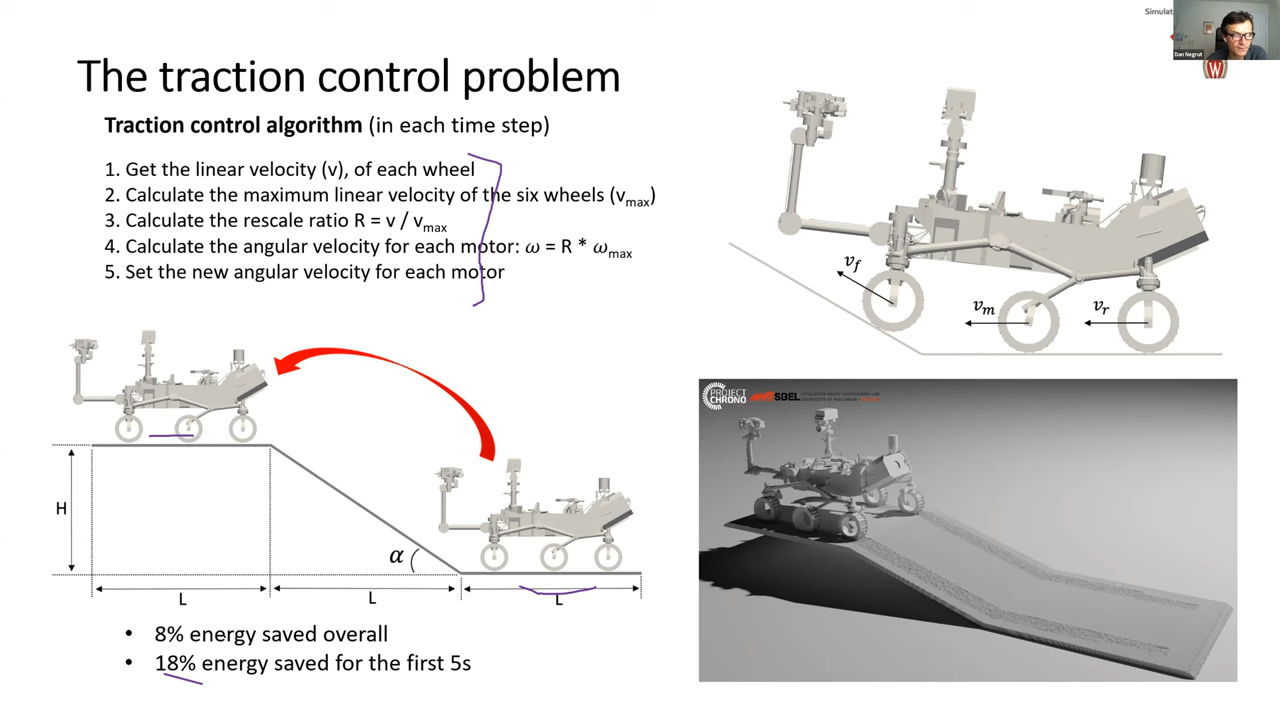 Simulat
Dan Negrut
W
The traction control problem
Traction control algorithm (in each time step)
1. Get the linear velocity (v), of each wheel
2. Calculate the maximum linear velocity of the six wheels (vmax)
3. Calculate the rescale ratio R = v / vmax
4. Calculate the angular velocity for each motor: ω = R * ωmax
5. Set the new angular velocity for each motor
vf
vm
vr
H
α
L
L
L
8% energy saved overall
18% energy saved for the first 5s
PROJECT
CHRONO
SBEL